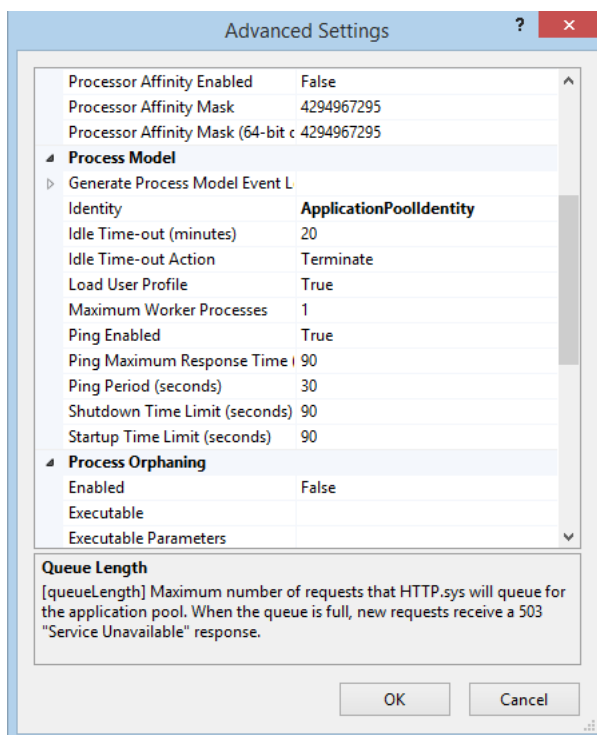 Advanced Settings
?
Processor Affinity Enabled False
Processor Affinity Mask 4294967295
Processor Affinity Mask (64-bit c 4294967295
Process Model
Generate Process Model Event L
Identity ApplicationPoolIdentity
Idle Time-out (minutes) 20
Idle Time-out Action Terminate
Load User Profile True
Maximum Worker Processes 1
Ping Enabled True
Ping Maximum Response Time ( 90
Ping Period (seconds) 30
Shutdown Time Limit (seconds) 90
Startup Time Limit (seconds) 90
Process Orphaning
Enabled False
Executable
Executable Parameters
Queue Length
[queueLength] Maximum number of requests that HTTP.sys will queue for
the application pool. When the queue is full, new requests receive a 503
"Service Unavailable" response.
OK Cancel